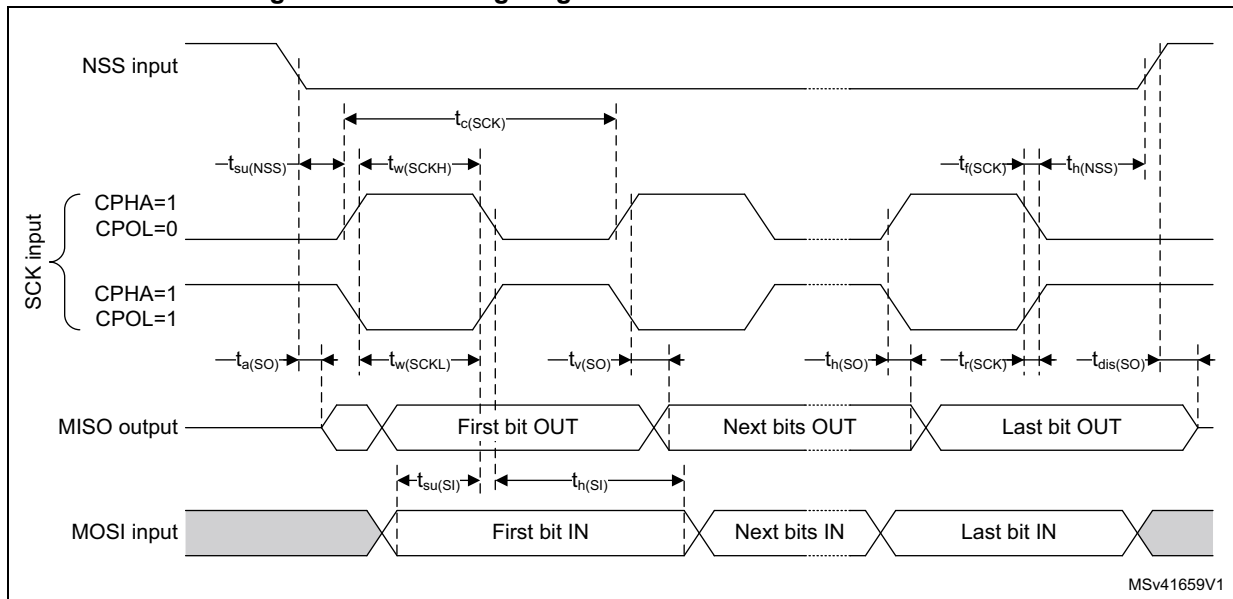 NSS input
tc(SCK)
tsu(NSS)
tw(SCKH)
tf(SCK)
th(NSS)
SCK input
CPHA=1
CPOL=0
CPHA=1
CPOL=1
ta(SO)
tw(SCKL)
tv(SO)
th(SO)
tr(SCK)
tdis(SO)
MISO output
First bit OUT
Next bits OUT
Last bit OUT
tsu(SI)
th(SI)
MOSI input
First bit IN
Next bits IN
Last bit IN
MSv41659V1